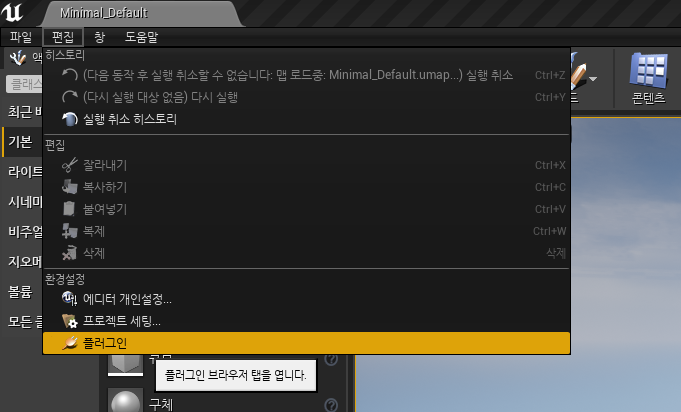 Minimal_Default
파일 편집 창 도움말
히스토리
(다음 동작 후 실행 취소할 수 없습니다: 맵 로드중: Minimal_Default.umap...) 실행 취소 Ctrl+Z
(다시 실행 대상 없음) 다시 실행 Ctrl+Y
실행 취소 히스토리
편집
잘라내기 Ctrl+X
복사하기 Ctrl+C
붙여넣기 Ctrl+V
복제 Ctrl+W
삭제 삭제
환경설정
에디터 개인설정...
프로젝트 세팅...
플러그인
플러그인 브라우저 탭을 엽니다.
구체
최근
기본
라이트
시네마
비주얼
지오메
볼륨
모든
콘텐츠